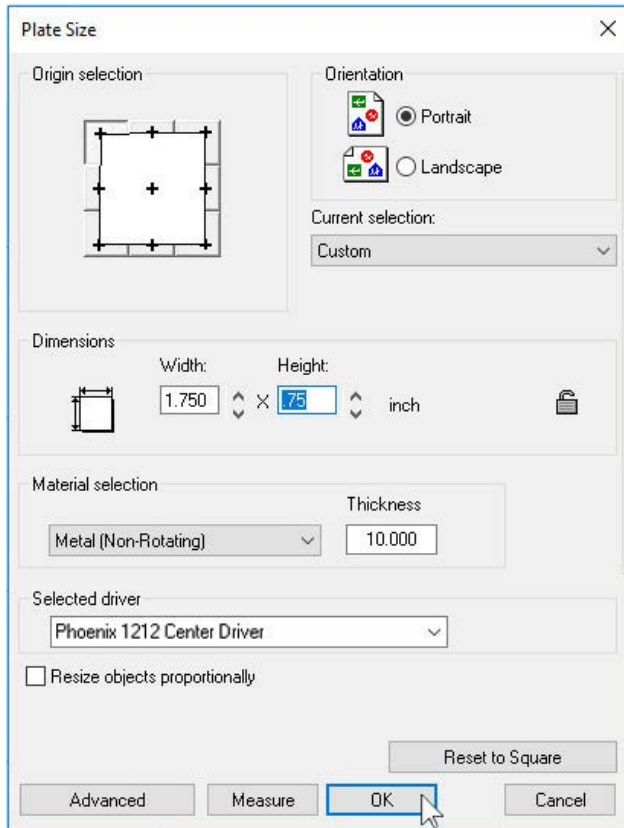 Plate Size
Origin selection
Orientation
Portrait
Landscape
Current selection:
Custom
Dimensions
Width:
Height:
1.750
X
.75
inch
Material selection
Thickness
Metal (Non-Rotating)
10.000
Selected driver
Phoenix 1212 Center Driver
Resize objects proportionally
Reset to Square
Advanced
Measure
OK
Cancel